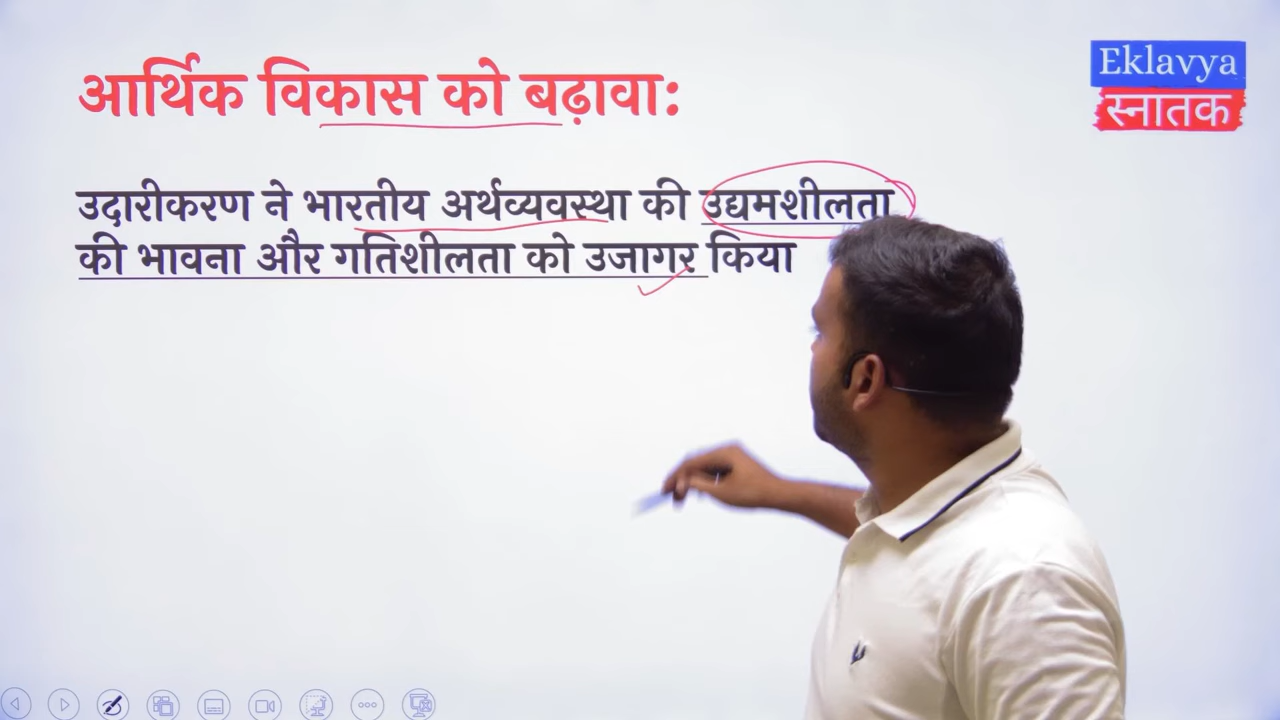 आर्थिक विकास को बढ़ावा:
Eklavya
स्नातक
उदारीकरण ने भारतीय अर्थव्यवस्था की उद्यमशीलता
की भावना और गतिशीलता को उजागर किया